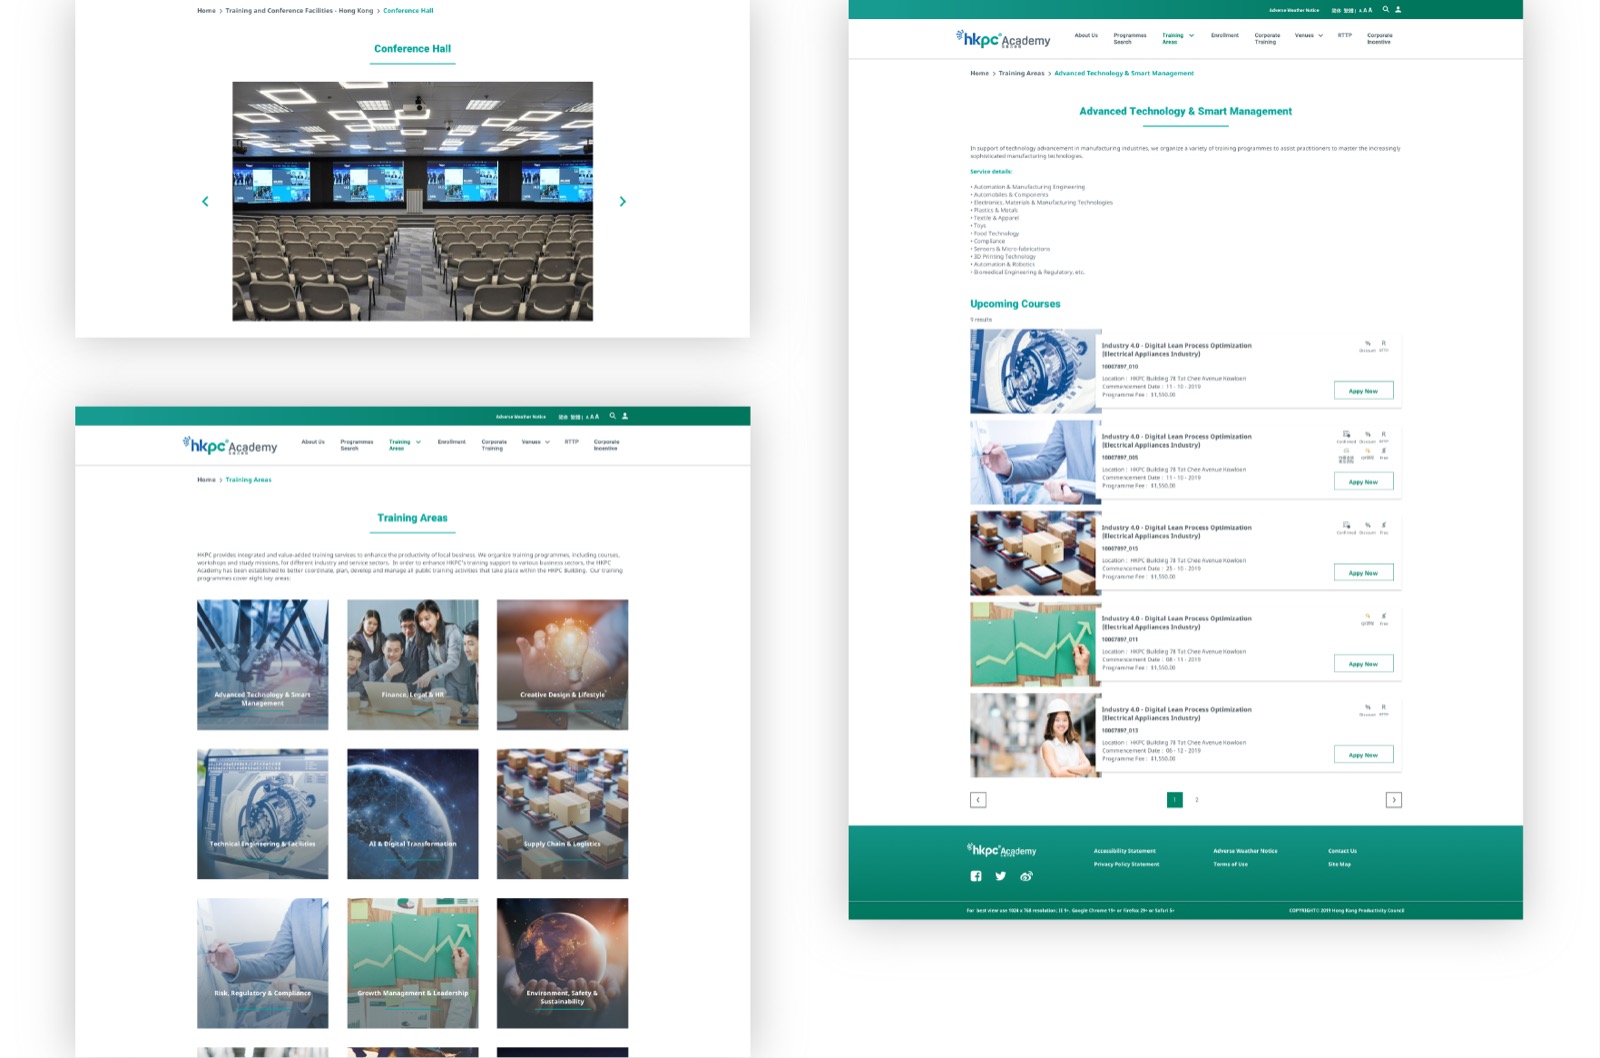 Home > Training and Conference Facilities - Hong Kong > Conference Hall
Conference Hall
Adverse Weather Notice 简体 繁體 | A A A
hkpc Academy
About Us
Programmes Search
Training Areas
Enrollment
Corporate Training
Venues
RTTP
Corporate Incentive
Home > Training Areas
Training Areas
HKPC provides integrated and value-added training services to enhance the productivity of local business. We organize training programmes, including courses,
workshops and study missions, for different industry and service sectors. In order to enhance HKPC's training support to various business sectors, the HKPC
Academy has been established to better coordinate, plan, develop and manage all public training activities that take place within the HKPC Building. Our training
programmes cover eight key areas:
Advanced Technology & Smart
Management
Finance, Legal & HR
Creative Design & Lifestyle
Technical Engineering & Facilities
AI & Digital Transformation
Supply Chain & Logistics
Risk, Regulatory & Compliance
Growth Management & Leadership
Environment, Safety &
Sustainability
Adverse Weather Notice 简体 繁體 | A A A
hkpc Academy
About Us
Programmes Search
Training Areas
Enrollment
Corporate Training
Venues
RTTP
Corporate Incentive
Home > Training Areas > Advanced Technology & Smart Management
Advanced Technology & Smart Management
In support of technology advancement in manufacturing industries, we organize a variety of training programmes to assist practitioners to master the increasingly
sophisticated manufacturing technologies.
Service details:
• Automation & Manufacturing Engineering
• Automobiles & Components
• Electronics, Materials & Manufacturing Technologies
• Plastics & Metals
• Textile & Apparel
• Toys
• Food Technology
• Compliance
• Sensors & Micro-fabrications
• 3D Printing Technology
• Automation & Robotics
• Biomedical Engineering & Regulatory, etc.
Upcoming Courses
9 results
Industry 4.0 - Digital Lean Process Optimization
(Electrical Appliances Industry)
10007897_010
Location : HKPC Building 78 Tat Chee Avenue Kowloon
Commencement Date : 11 - 10 - 2019
Programme Fee : $1,550.00
Discount RTTP
Appy Now
Industry 4.0 - Digital Lean Process Optimization
(Electrical Appliances Industry)
10007897_005
Location : HKPC Building 78 Tat Chee Avenue Kowloon
Commencement Date : 11 - 10 - 2019
Programme Fee : $1,550.00
Confirmed Discount RTTP
Free
Appy Now
Industry 4.0 - Digital Lean Process Optimization
(Electrical Appliances Industry)
10007897_015
Location : HKPC Building 78 Tat Chee Avenue Kowloon
Commencement Date : 25 - 10 - 2019
Programme Fee : $1,550.00
Confirmed Discount Free
Appy Now
Industry 4.0 - Digital Lean Process Optimization
(Electrical Appliances Industry)
10007897_011
Location : HKPC Building 78 Tat Chee Avenue Kowloon
Commencement Date : 08 - 11 - 2019
Programme Fee : $1,550.00
Free
Appy Now
Industry 4.0 - Digital Lean Process Optimization
(Electrical Appliances Industry)
10007897_013
Location : HKPC Building 78 Tat Chee Avenue Kowloon
Commencement Date : 06 - 12 - 2019
Programme Fee : $1,550.00
Discount RTTP
Appy Now
1 2
hkpc Academy
Accessibility Statement
Adverse Weather Notice
Contact Us
Privacy Policy Statement
Terms of Use
Site Map
For best view use 1024 x 768 resolution; IE 9+, Google Chrome 19+ or Firefox 29+ or Safari 5+
COPYRIGHT© 2019 Hong Kong Productivity Council